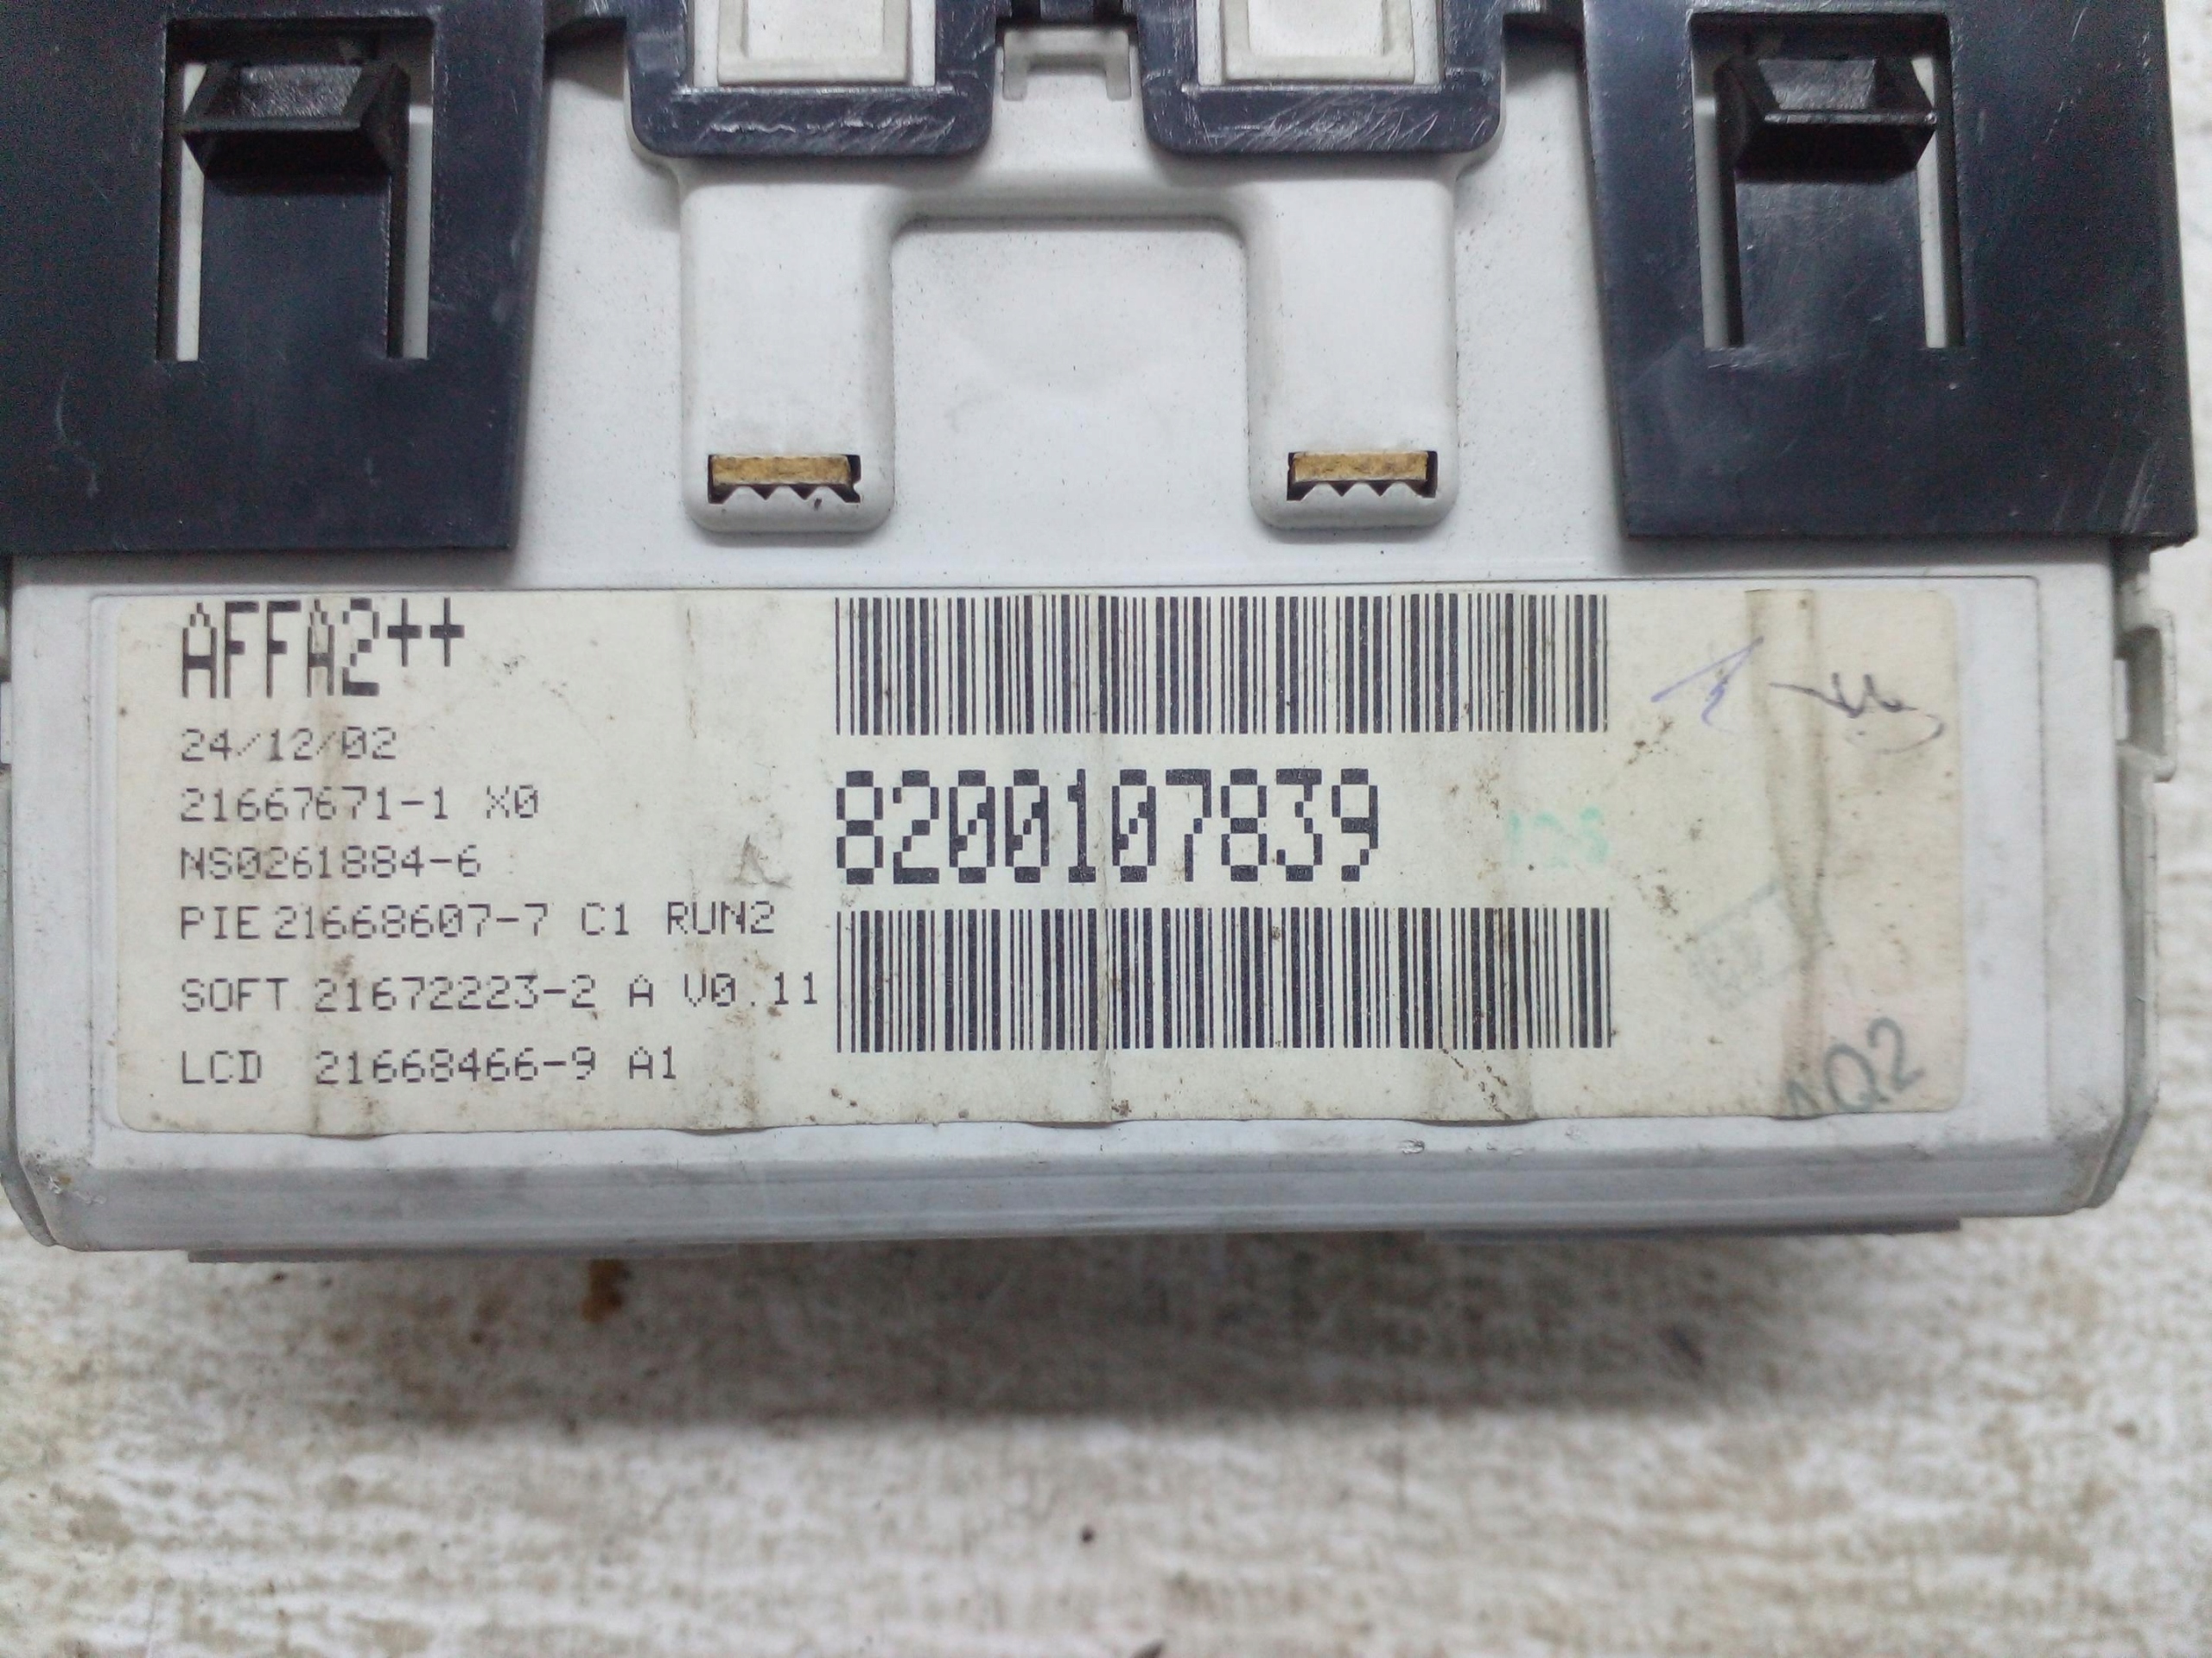 AFFA2++
24/12/02
21667671-1 X0
NS0261884-6
PIE 21668607-7 C1 RUN2
SOFT 21672223-2 A V0.11
LCD 21668466-9 A1
8200107839
AQ2